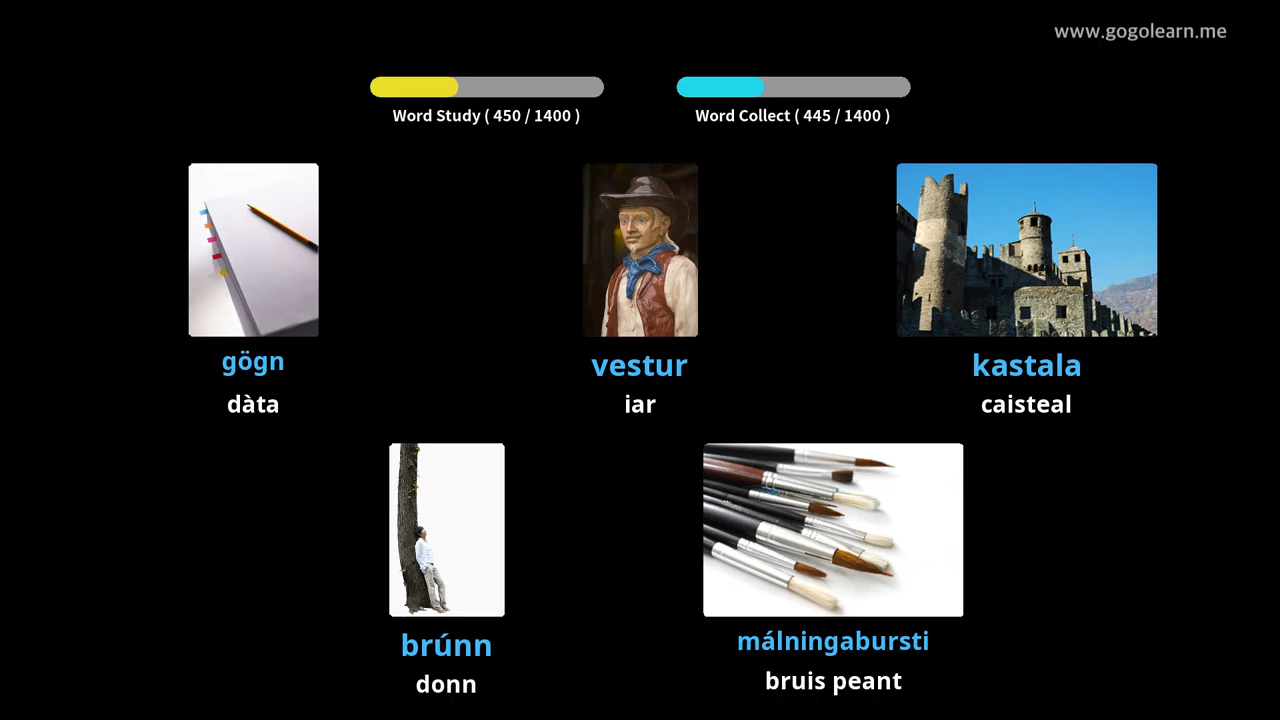 www.gogolearn.me
Word Study ( 450 / 1400 )
Word Collect ( 445 / 1400 )
gögn
dàta
vestur
iar
kastala
caisteal
brúnn
donn
málningabursti
bruis peant